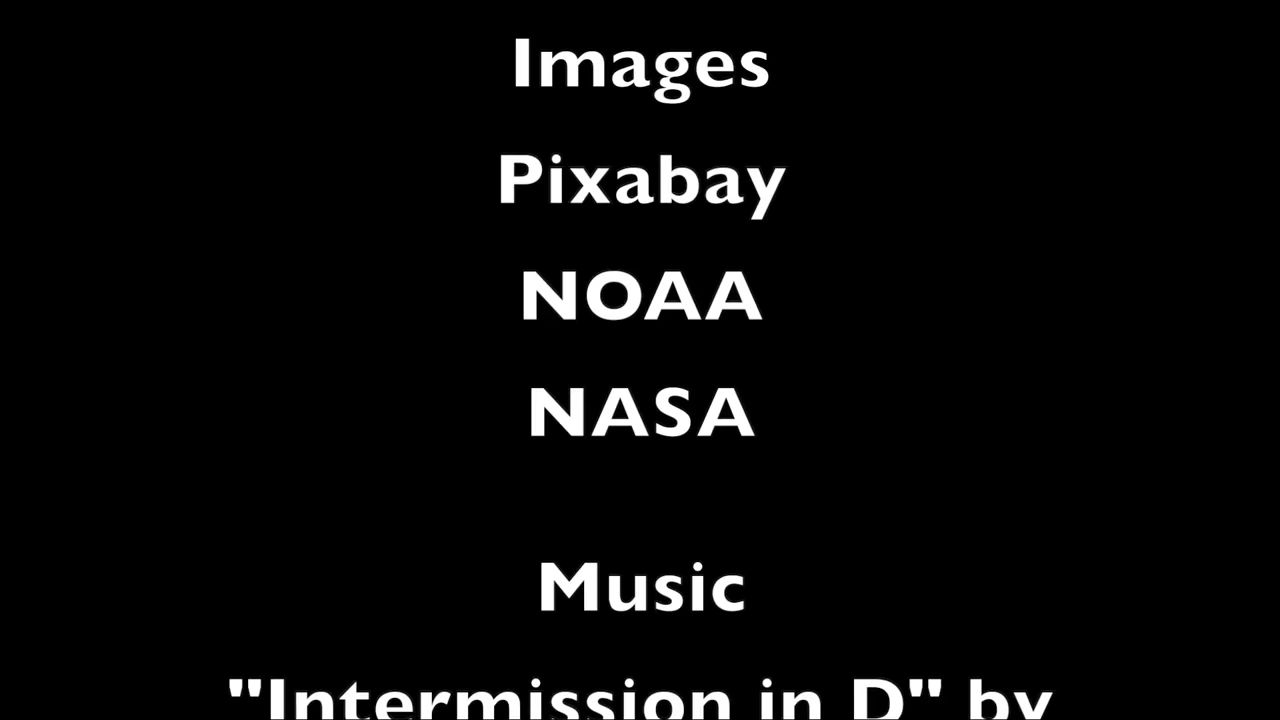 Images
Pixabay
NOAA
NASA
Music
"Intermission in D" by